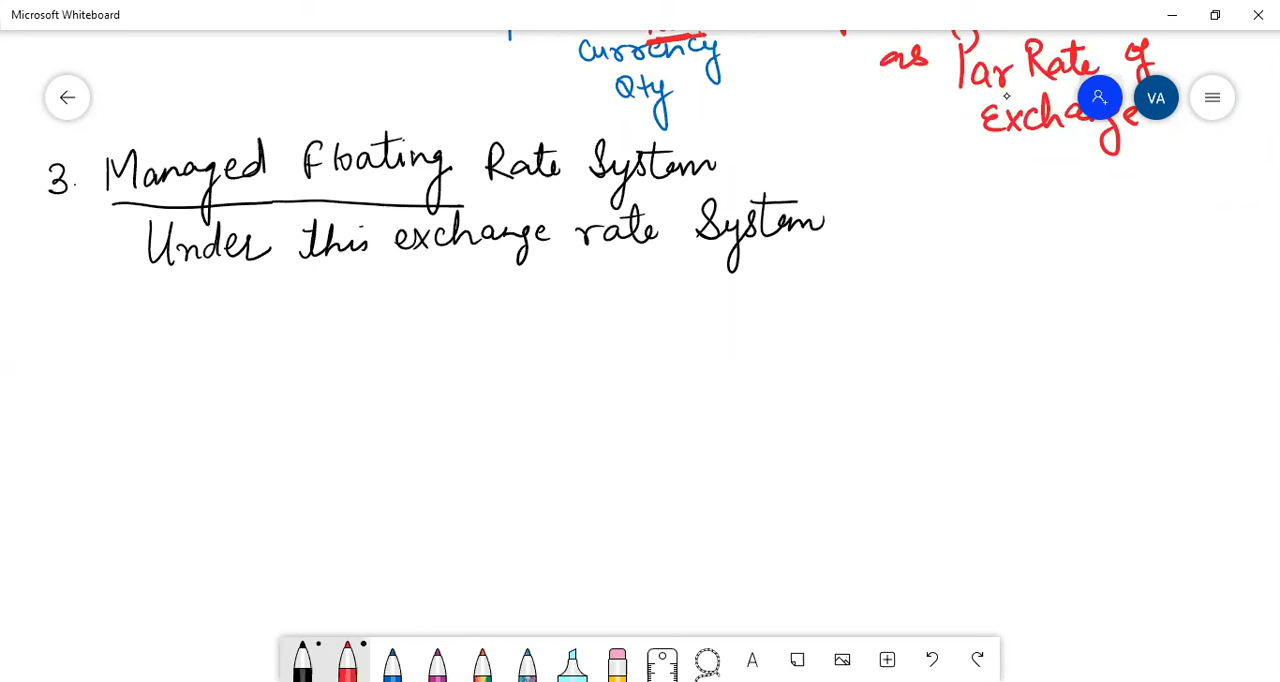 Microsoft Whiteboard
currency
Qty
as Par Rate of
Exchange
VA
3. Managed Floating Rate System
Under this exchange rate System
A